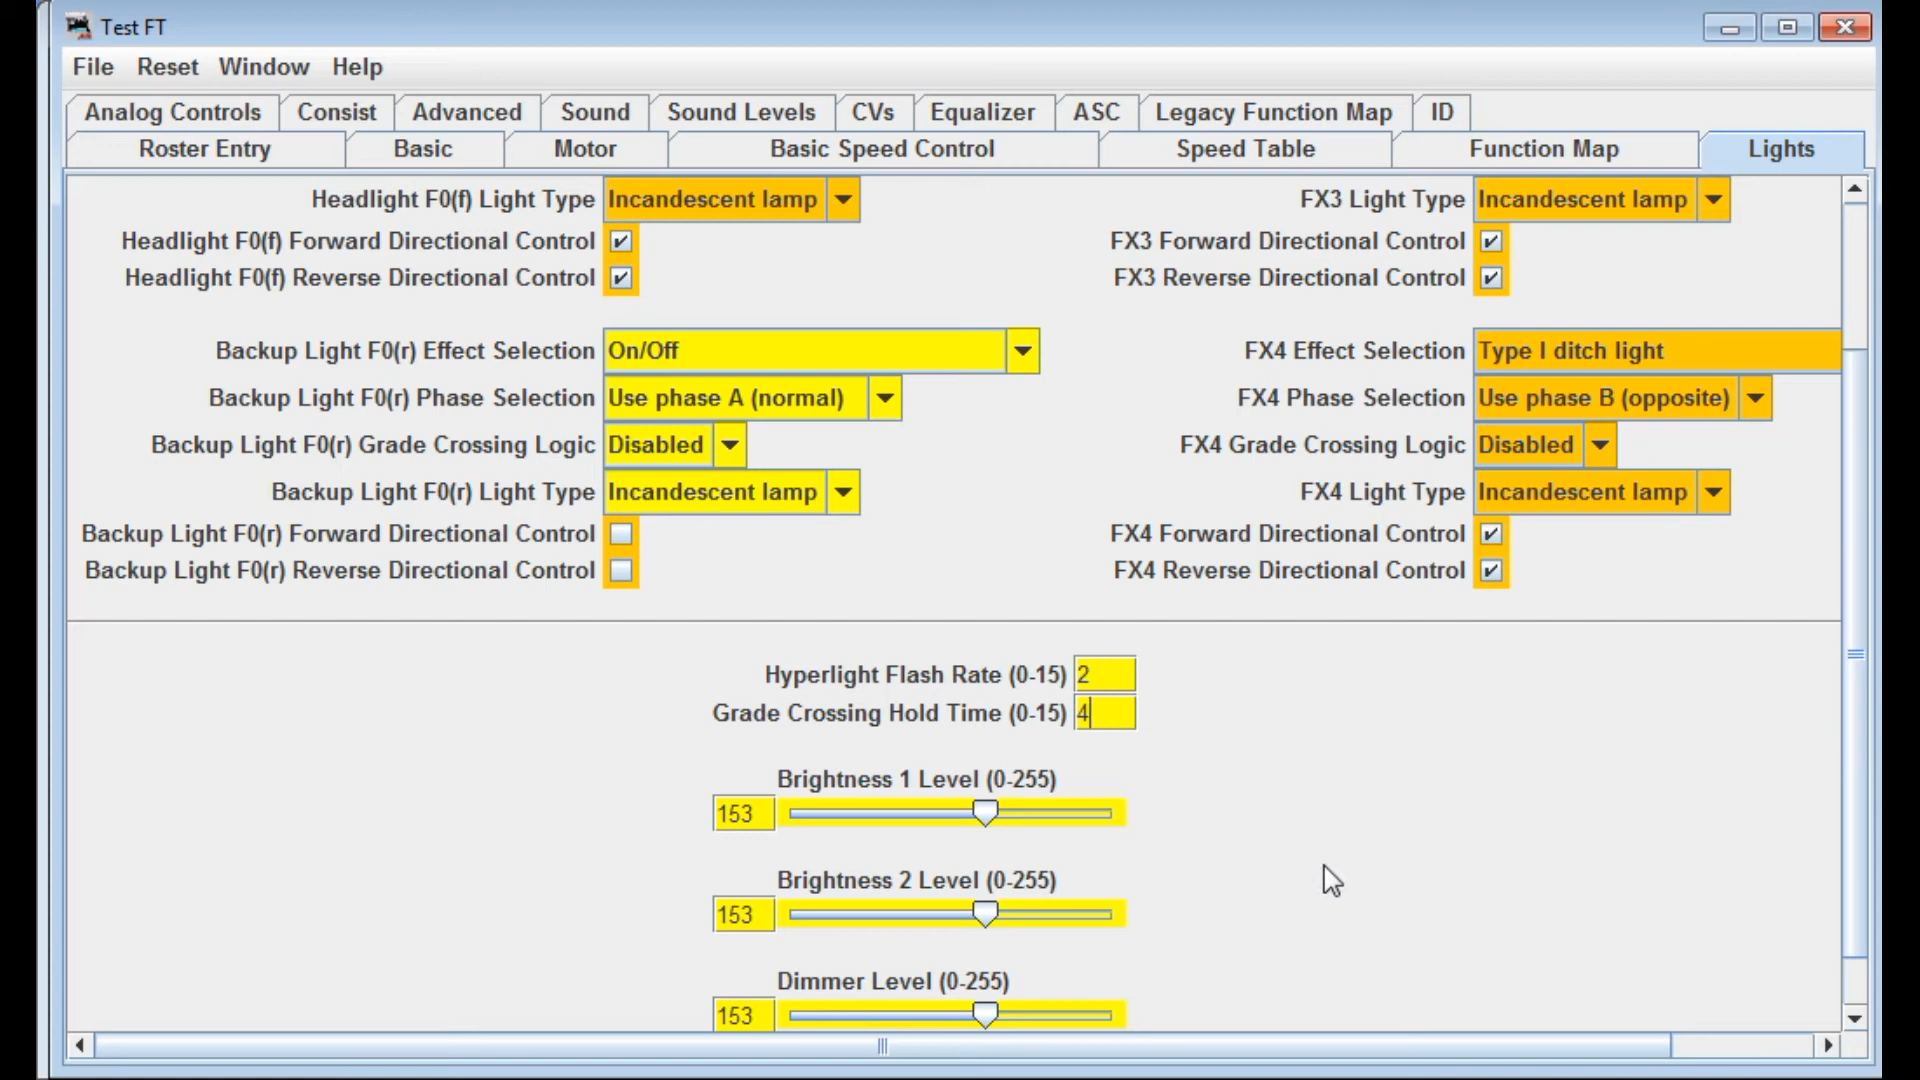 Test FT
File Reset Window Help
Analog Controls Consist Advanced Sound Sound Levels CVs Equalizer ASC Legacy Function Map ID
Roster Entry Basic Motor Basic Speed Control Speed Table Function Map Lights
Headlight F0(f) Light Type Incandescent lamp FX3 Light Type Incandescent lamp
Headlight F0(f) Forward Directional Control FX3 Forward Directional Control
Headlight F0(f) Reverse Directional Control FX3 Reverse Directional Control
Backup Light F0(r) Effect Selection On/Off FX4 Effect Selection Type I ditch light
Backup Light F0(r) Phase Selection Use phase A (normal) FX4 Phase Selection Use phase B (opposite)
Backup Light F0(r) Grade Crossing Logic Disabled FX4 Grade Crossing Logic Disabled
Backup Light F0(r) Light Type Incandescent lamp FX4 Light Type Incandescent lamp
Backup Light F0(r) Forward Directional Control FX4 Forward Directional Control
Backup Light F0(r) Reverse Directional Control FX4 Reverse Directional Control
Hyperlight Flash Rate (0-15) 2
Grade Crossing Hold Time (0-15) 4
Brightness 1 Level (0-255)
153
Brightness 2 Level (0-255)
153
Dimmer Level (0-255)
153